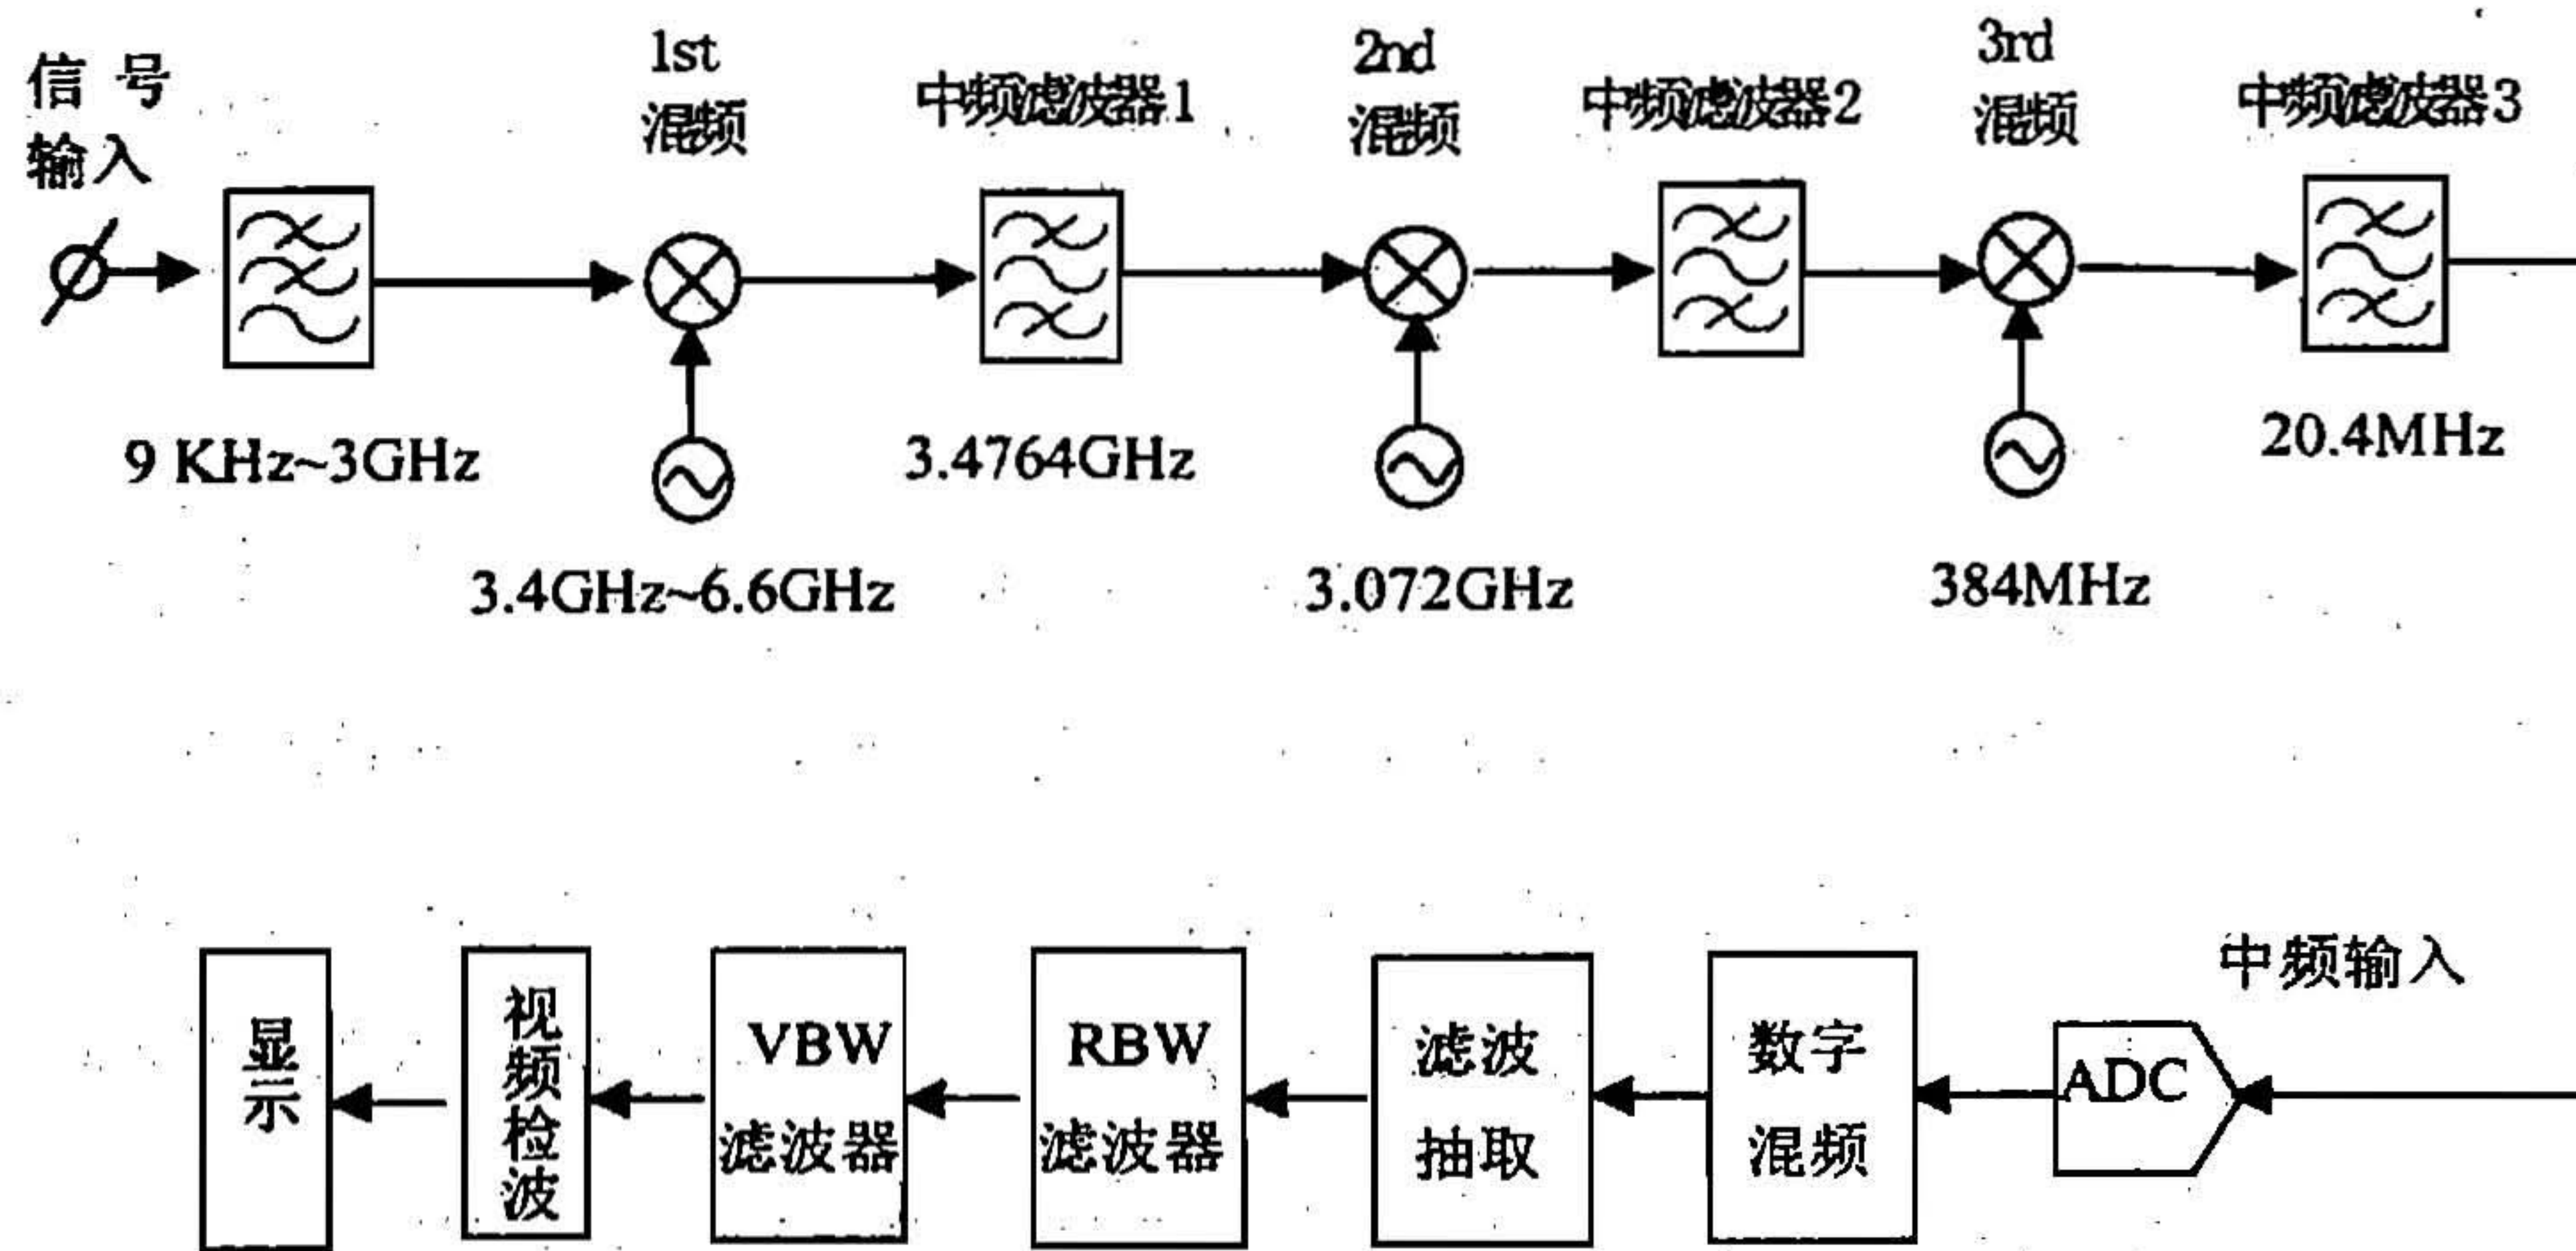 信号
输入
1st
混频
中频滤波器1
2nd
混频
中频滤波器2
3rd
混频
中频滤波器3
9 KHz~3GHz
3.4GHz~6.6GHz
3.4764GHz
3.072GHz
384MHz
20.4MHz
中频输入
ADC
数字
混频
滤波
抽取
RBW
滤波器
VBW
滤波器
视频检波
显示